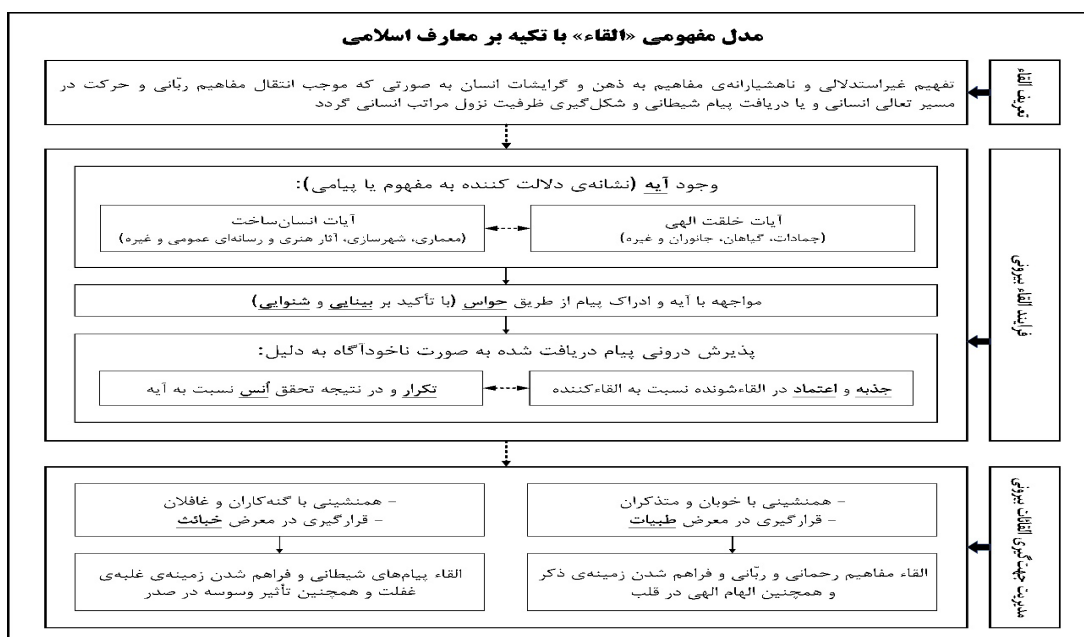 مدل مفهومی «القاء» با تکیه بر معارف اسلامی
تعریف القاء
تفهیم غیراستدلالی و ناهشیارانه‌ی مفاهیم به ذهن و گرایشات انسان به صورتی که موجب انتقال مفاهیم ربّانی و حرکت در
مسیر تعالی انسانی و یا دریافت پیام شیطانی و شکل‌گیری ظرفیت نزول مراتب انسانی گردد
فرایند القاء بیرونی
وجود آیه (نشانه‌ی دلالت کننده به مفهوم یا پیامی):
آیات خلقت الهی
(جمادات، گیاهان، جانوران و غیره)
آیات انسان‌ساخت
(معماری، شهرسازی، آثار هنری و رسانه‌ای عمومی و غیره)
مواجهه با آیه و ادراک پیام از طریق حواس (با تأکید بر بینایی و شنوایی)
پذیرش درونی پیام دریافت شده به صورت ناخودآگاه به دلیل:
جذبه و اعتماد در القاءشونده نسبت به القاءکننده
تکرار و در نتیجه تحقق اُنس نسبت به آیه
مدیریت جهت‌گیری القائات بیرونی
- همنشینی با خوبان و متذکران
- قرارگیری در معرض طیبات
القاء مفاهیم رحمانی و ربّانی و فراهم شدن زمینه‌ی ذکر
و همچنین الهام الهی در قلب
- همنشینی با گنه‌کاران و غافلان
- قرارگیری در معرض خبائث
القاء پیام‌های شیطانی و فراهم شدن زمینه‌ی غلبه‌ی
غفلت و همچنین تأثیر وسوسه در صدر